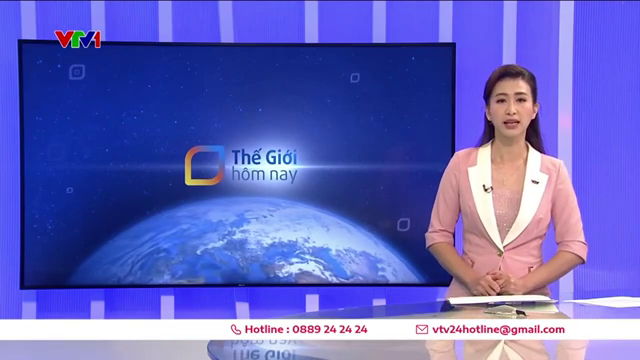 VTV1
Thế Giới
hôm nay
Hotline : 0889 24 24 24
vtv24hotline@gmail.com